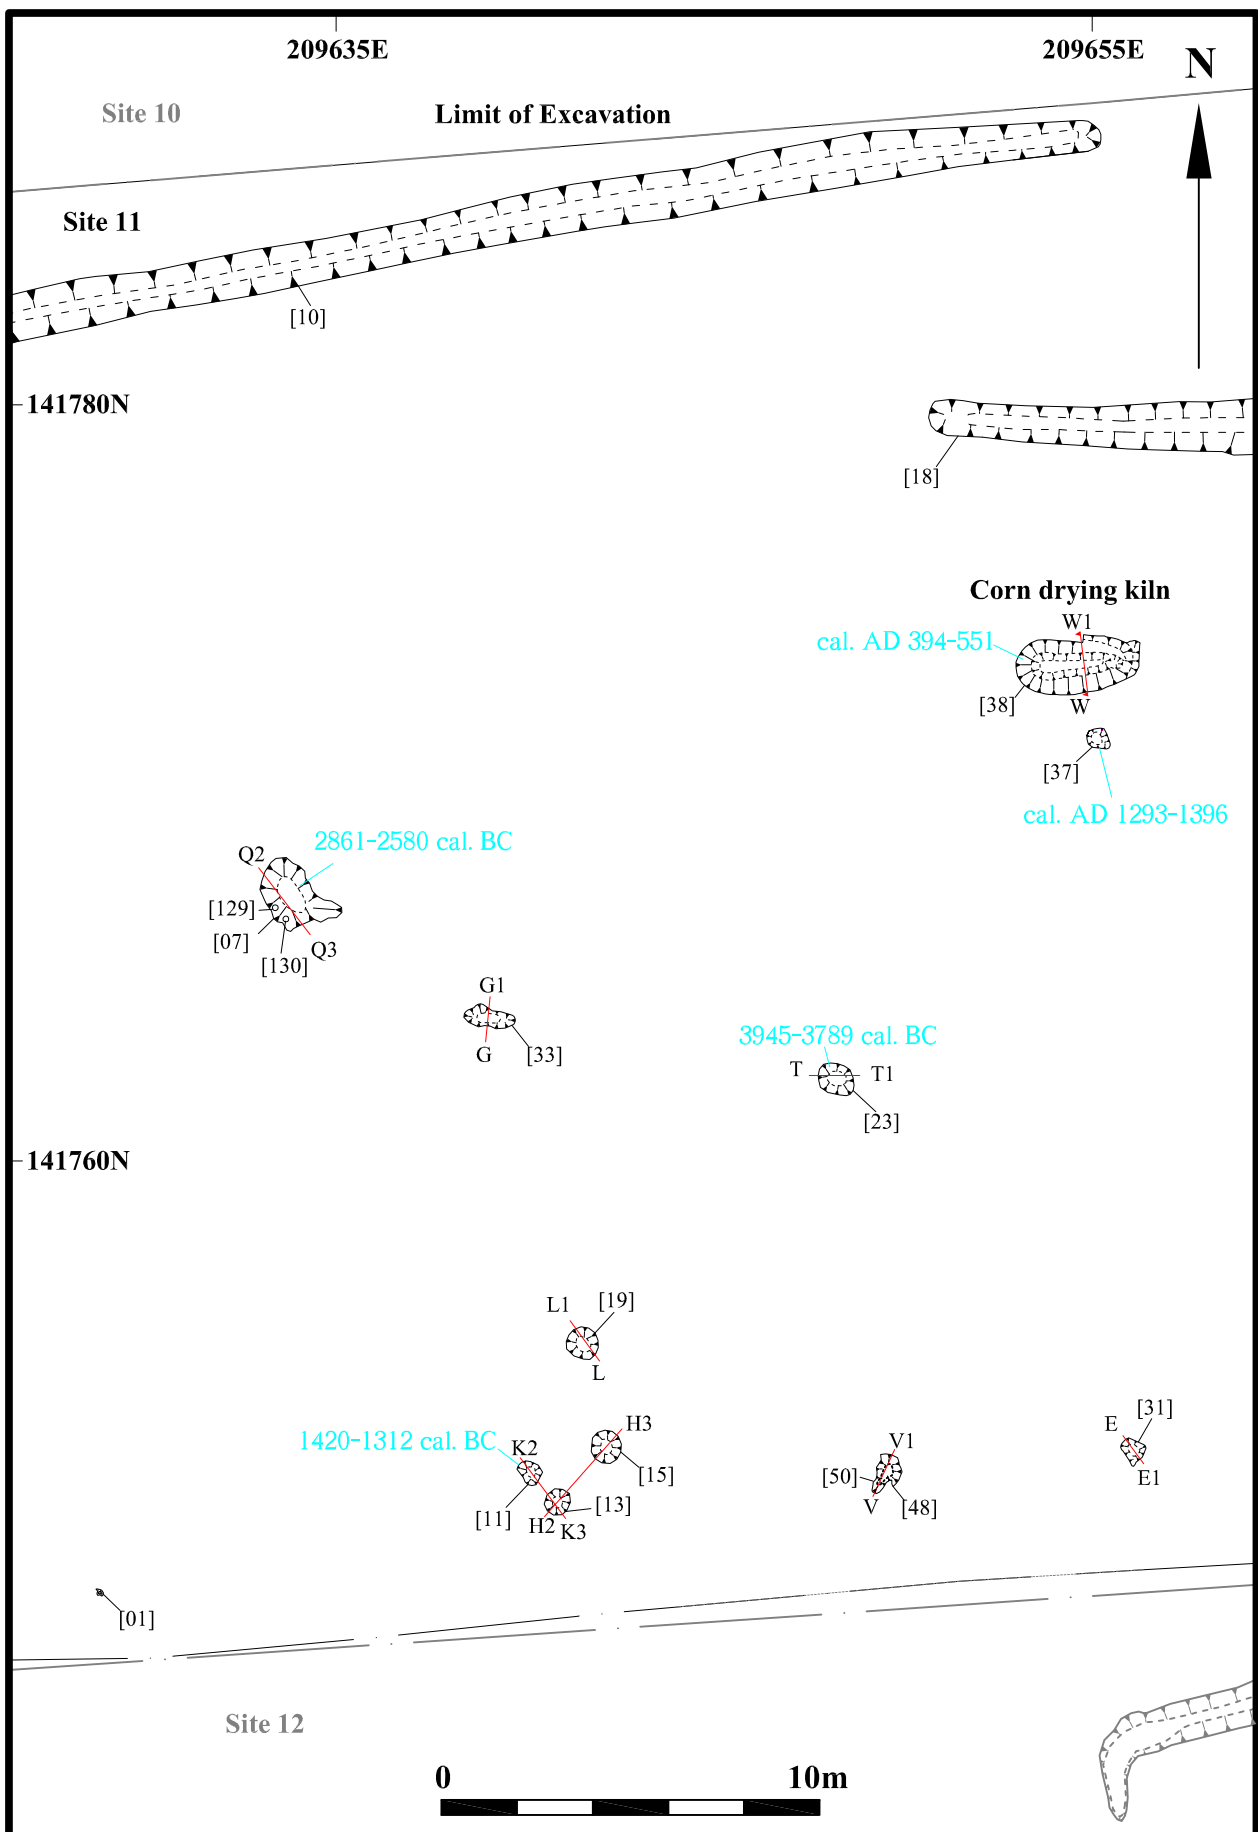 209635E
209655E
N
Site 10
Limit of Excavation
Site 11
[10]
141780N
[18]
Corn drying kiln
W1
cal. AD 394-551
[38]
W
[37]
cal. AD 1293-1396
2861-2580 cal. BC
Q2
[129]
[07]
Q3
[130]
G1
G
[33]
3945-3789 cal. BC
T
T1
[23]
141760N
L1
[19]
L
1420-1312 cal. BC
K2
H3
[15]
[11]
[13]
H2
K3
V1
[50]
V
[48]
E
[31]
E1
[01]
Site 12
0
10m